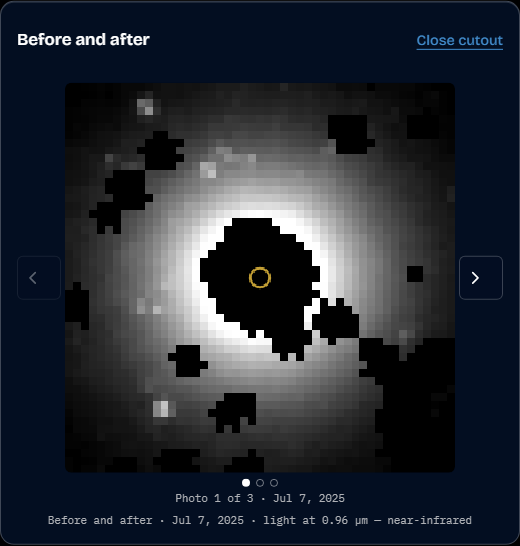 Before and after
Close cutout
Photo 1 of 3 · Jul 7, 2025
Before and after · Jul 7, 2025 · light at 0.96 μm — near-infrared